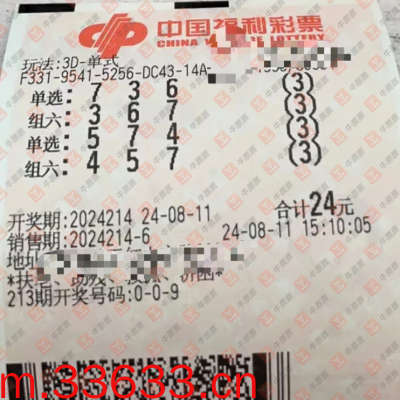 中国福利彩票
CHINA LOTTERY
玩法:3D-单式
F331-9541-5256-DC43-14A-
单选: 7 3 6 (3)
组六: 3 6 7 (3)
单选: 5 7 4 (3)
组六: 4 5 7 (3)
开奖期:2024214 24-08-11 合计24元
销售期:2024214-6 24-08-11 15:10:05
地址
213期开奖号码:0-0-9
m.33633.cn